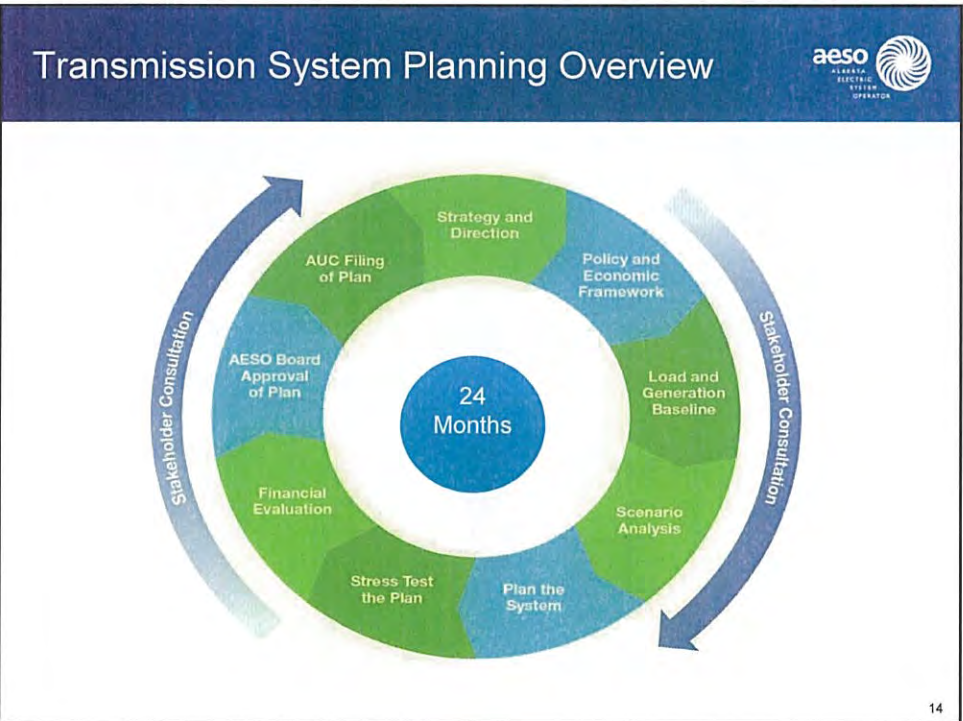 Transmission System Planning Overview
aeso
ALBERTA
ELECTRIC
SYSTEM
OPERATOR
Strategy and
Direction
Policy and
Economic
Framework
Load and
Generation
Baseline
Scenario
Analysis
Plan the
System
Stress Test
the Plan
Financial
Evaluation
AESO Board
Approval
of Plan
AUC Filing
of Plan
24
Months
Stakeholder Consultation
Stakeholder Consultation
14